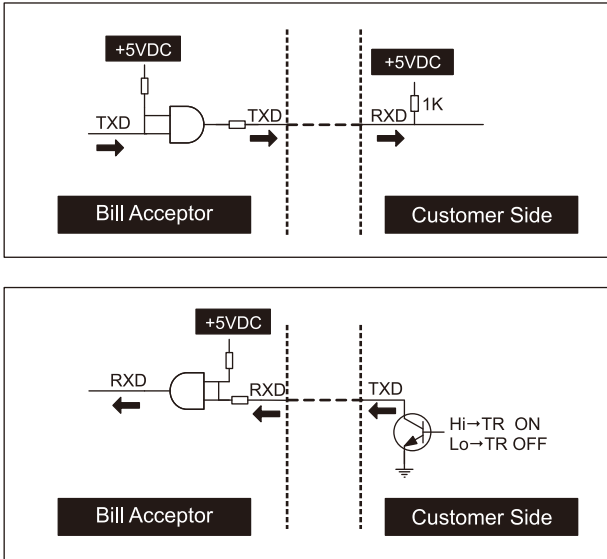 +5VDC
+5VDC
1K
TXD
TXD
RXD
Bill Acceptor
Customer Side
+5VDC
RXD
RXD
TXD
Hi→TR ON
Lo→TR OFF
Bill Acceptor
Customer Side